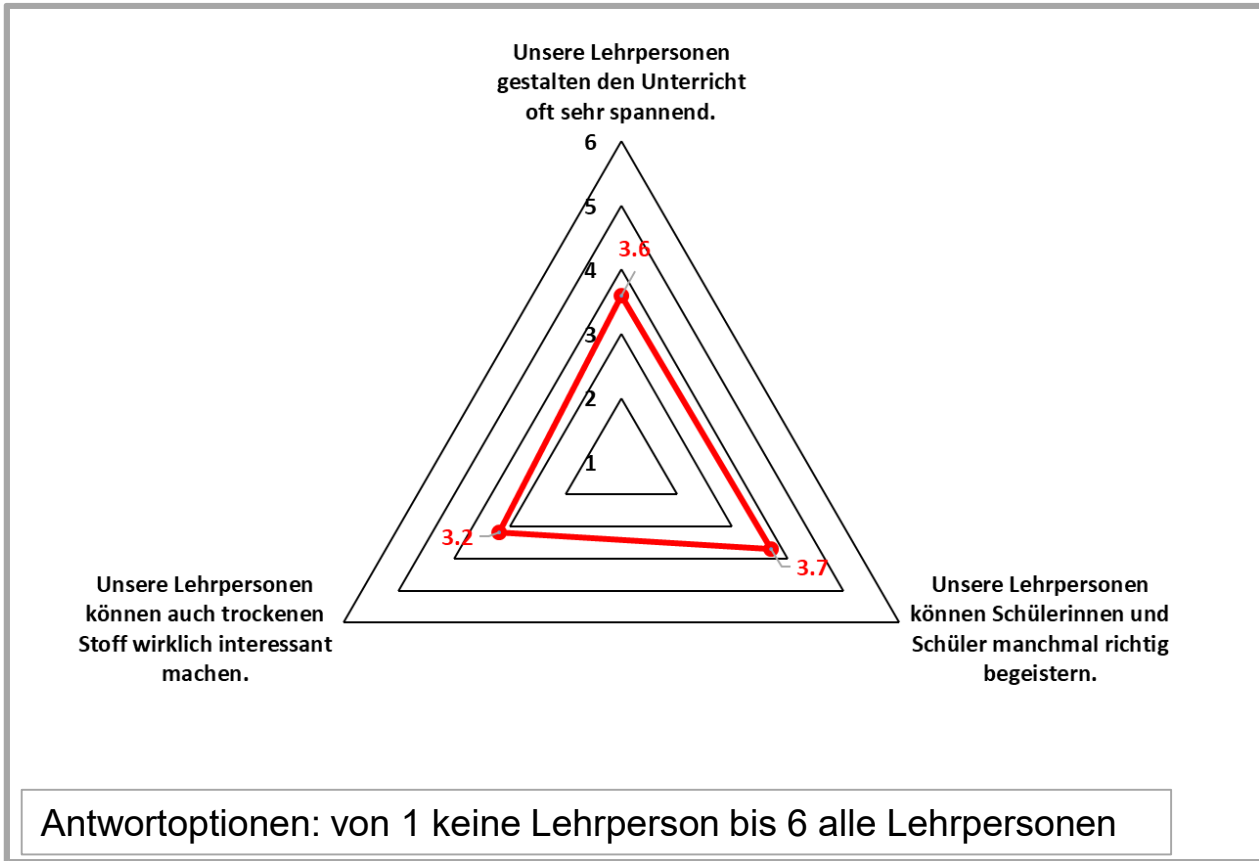 Unsere Lehrpersonen
gestalten den Unterricht
oft sehr spannend.
6
5
3.6
4
3
2
1
3.2
3.7
Unsere Lehrpersonen
können auch trockenen
Stoff wirklich interessant
machen.
Unsere Lehrpersonen
können Schülerinnen und
Schüler manchmal richtig
begeistern.
Antwortoptionen: von 1 keine Lehrperson bis 6 alle Lehrpersonen